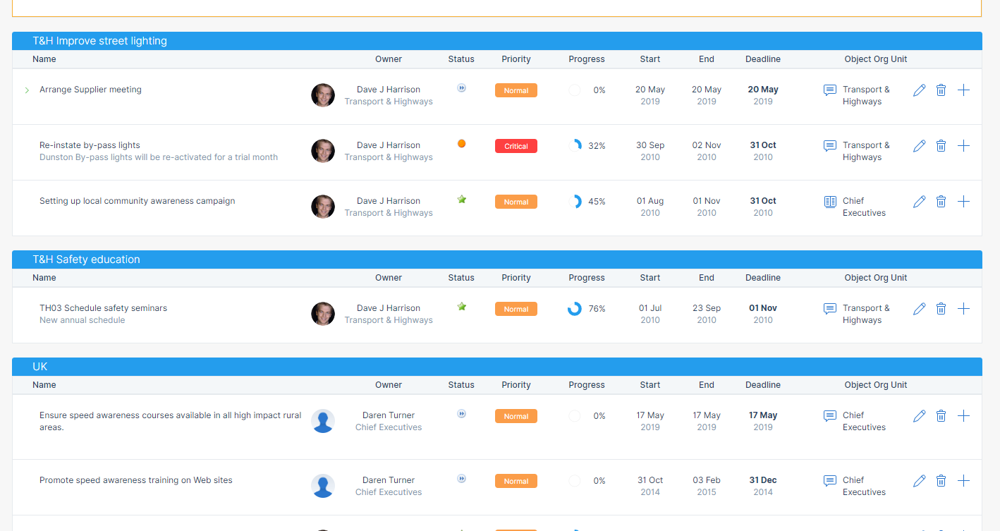 T&H Improve street lighting
Name Owner Status Priority Progress Start End Deadline Object Org Unit
Arrange Supplier meeting Dave J Harrison Normal 0% 20 May 20 May 20 May Transport &
Transport & Highways 2019 2019 2019 Highways
Re-instate by-pass lights Dave J Harrison Critical 32% 30 Sep 02 Nov 31 Oct Transport &
Dunston By-pass lights will be re-activated for a trial month Transport & Highways 2010 2010 2010 Highways
Setting up local community awareness campaign Dave J Harrison Normal 45% 01 Aug 01 Nov 31 Oct Chief
Transport & Highways 2010 2010 2010 Executives
T&H Safety education
Name Owner Status Priority Progress Start End Deadline Object Org Unit
TH03 Schedule safety seminars Dave J Harrison Normal 76% 01 Jul 23 Sep 01 Nov Transport &
New annual schedule Transport & Highways 2010 2010 2010 Highways
UK
Name Owner Status Priority Progress Start End Deadline Object Org Unit
Ensure speed awareness courses available in all high impact rural Daren Turner Normal 0% 17 May 17 May 17 May Chief
areas. Chief Executives 2019 2019 2019 Executives
Promote speed awareness training on Web sites Daren Turner Normal 0% 31 Oct 03 Feb 31 Dec Chief
Chief Executives 2014 2015 2014 Executives